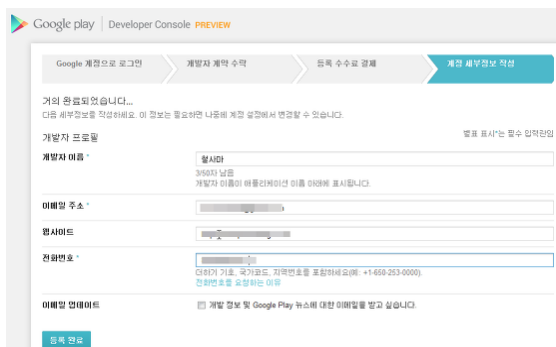 Google play | Developer Console PREVIEW
Google 계정으로 로그인 개발자 계약 수락 등록 수수료 결제 계정 세부정보 작성
거의 완료되었습니다...
다음 세부정보를 작성하세요. 이 정보는 필요하면 나중에 계정 설정에서 변경할 수 있습니다.
개발자 프로필 별표 표시*는 필수 입력란임
개발자 이름 *
찰사마
3/50자 남음
개발자 이름이 애플리케이션 이름 아래에 표시됩니다.
이메일 주소 *
웹사이트
전화번호 *
더하기 기호, 국가코드, 지역번호를 포함하세요(예: +1-650-253-0000).
전화번호를 요청하는 이유
이메일 업데이트 개발 정보 및 Google Play 뉴스에 대한 이메일을 받고 싶습니다.
등록 완료